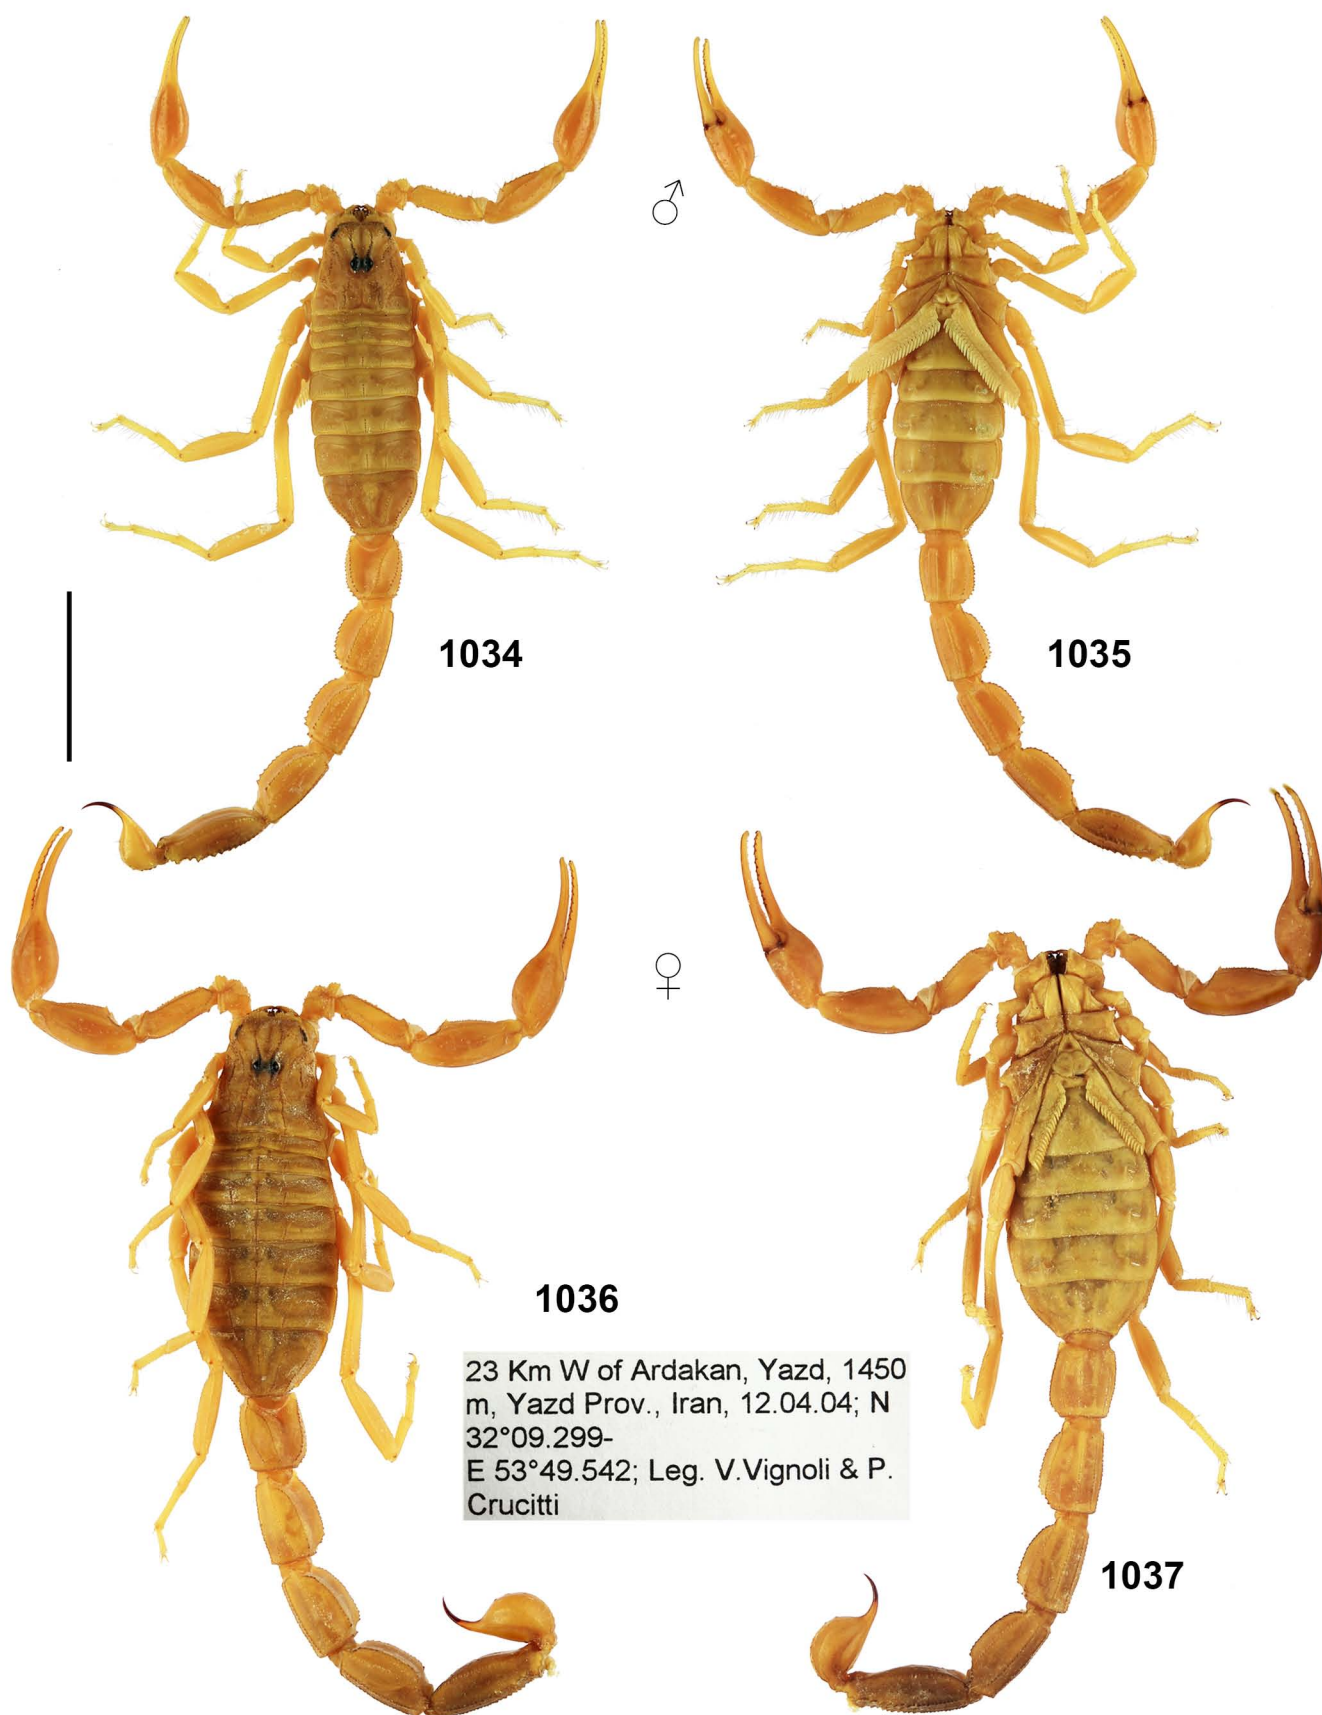 ♂
1034
1035
♀
1036
23 Km W of Ardakan, Yazd, 1450
m, Yazd Prov., Iran, 12.04.04; N
32°09.299-
E 53°49.542; Leg. V.Vignoli & P.
Crucitti
1037